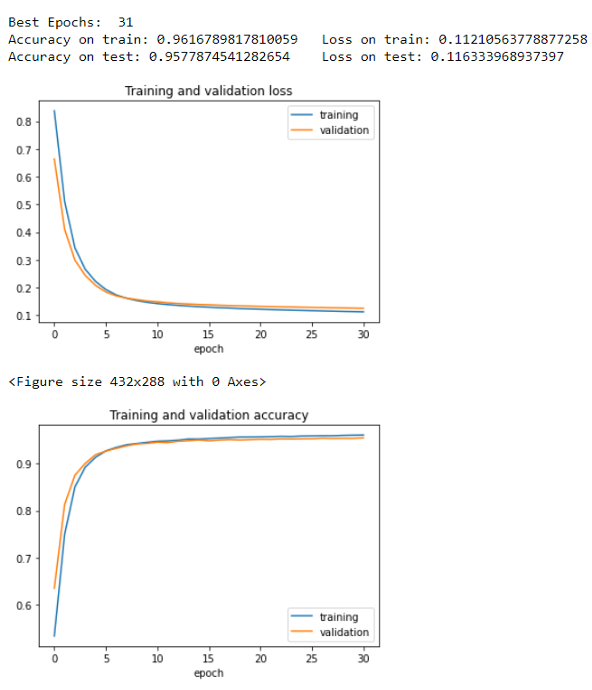 Best Epochs:  31
Accuracy on train: 0.9616789817810059   Loss on train: 0.11210563778877258
Accuracy on test: 0.9577874541282654    Loss on test: 0.116333968937397
Training and validation loss
training
validation
0.8
0.7
0.6
0.5
0.4
0.3
0.2
0.1
0 5 10 15 20 25 30
epoch
<Figure size 432x288 with 0 Axes>
Training and validation accuracy
0.9
0.8
0.7
0.6
training
validation
0 5 10 15 20 25 30
epoch